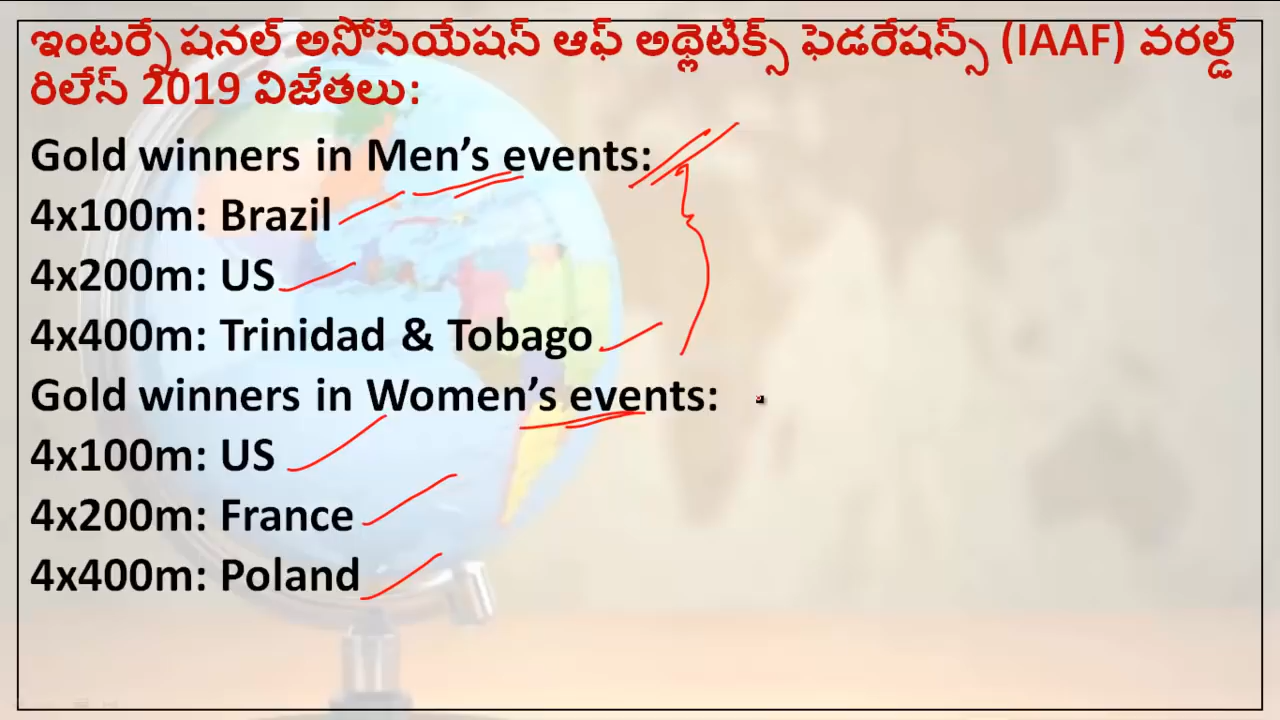 ఇంటర్నేషనల్ అసోసియేషన్ ఆఫ్ అథ్లెటిక్స్ ఫెడరేషన్స్ (IAAF) వరల్డ్
రిలేస్ 2019 విజేతలు:
Gold winners in Men’s events:
4x100m: Brazil
4x200m: US
4x400m: Trinidad & Tobago
Gold winners in Women’s events:
4x100m: US
4x200m: France
4x400m: Poland